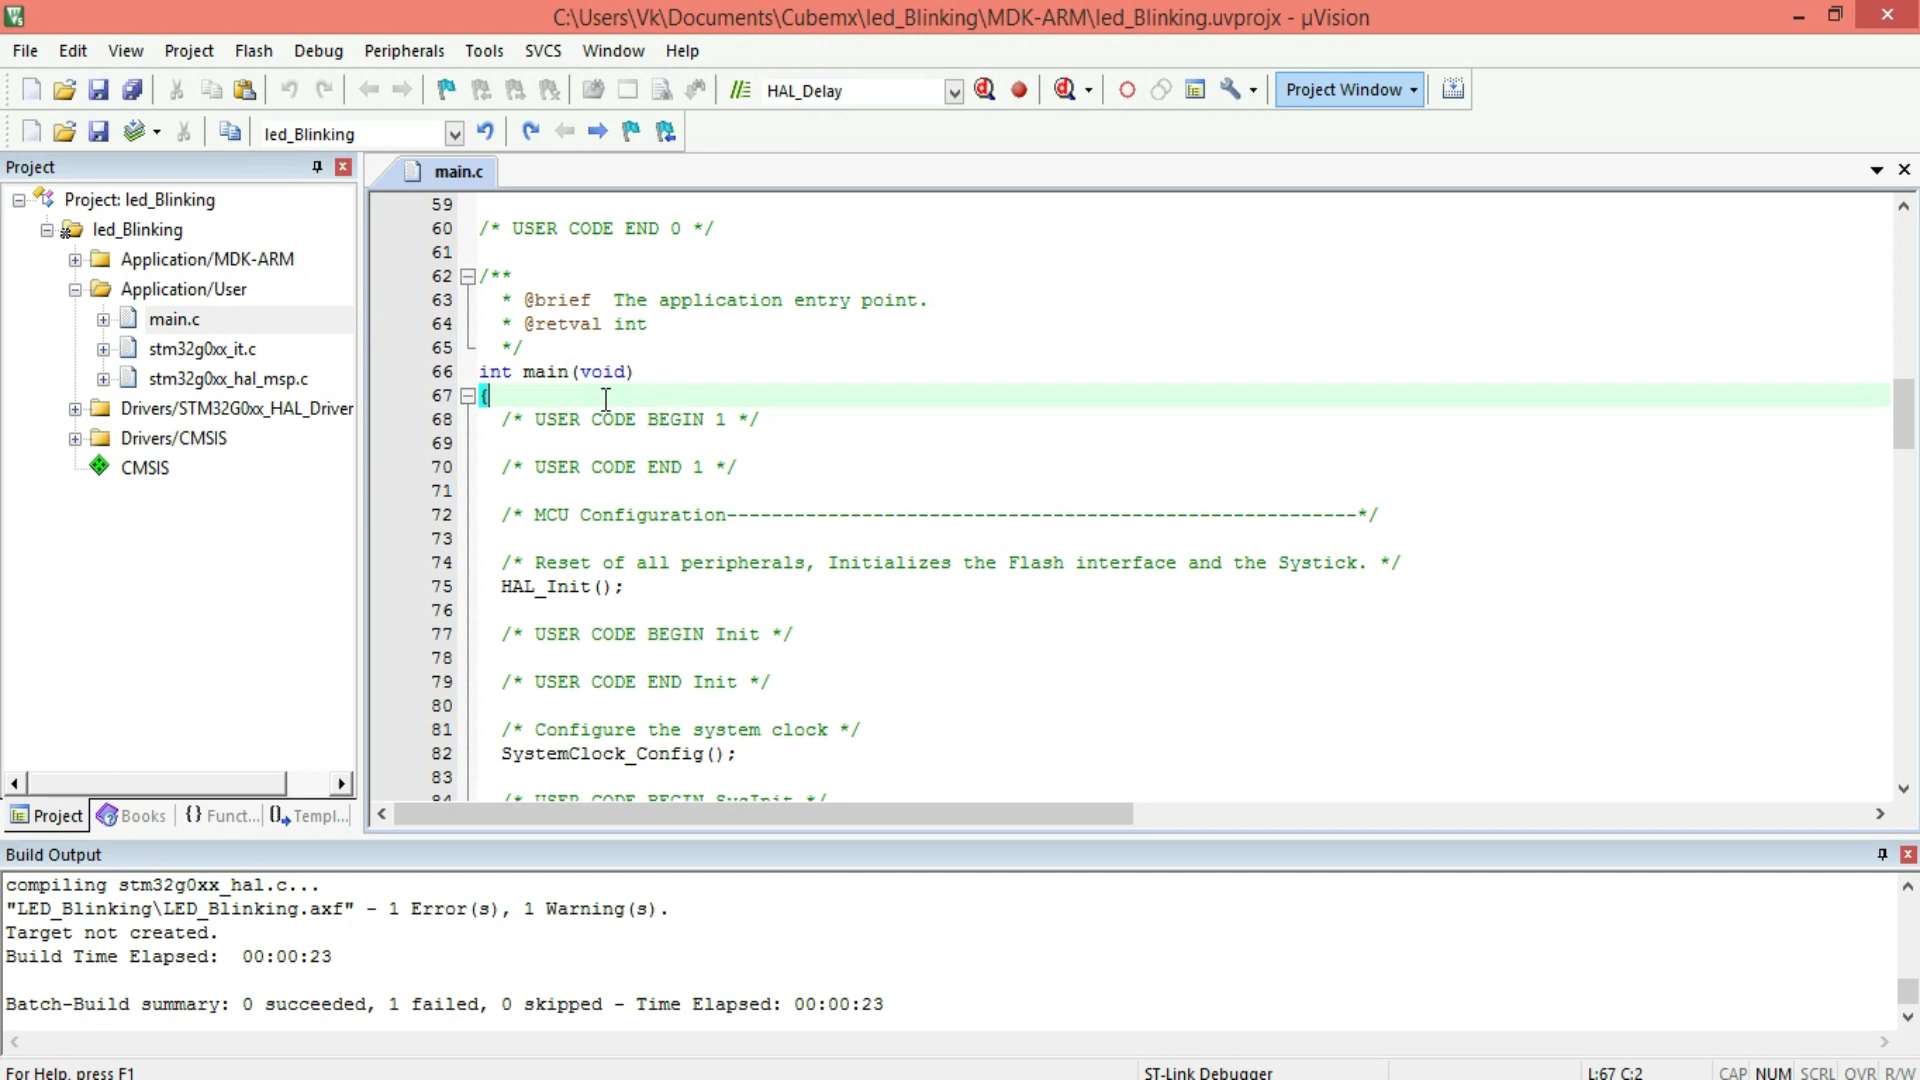 C:\Users\Vk\Documents\Cubemx\led_Blinking\MDK-ARM\led_Blinking.uvprojx - µVision
File Edit View Project Flash Debug Peripherals Tools SVCS Window Help
HAL_Delay
Project Window
led_Blinking
Project
main.c
Project: led_Blinking
led_Blinking
Application/MDK-ARM
Application/User
main.c
stm32g0xx_it.c
stm32g0xx_hal_msp.c
Drivers/STM32G0xx_HAL_Driver
Drivers/CMSIS
CMSIS
Project Books Funct... Templ...
59
60 /* USER CODE END 0 */
61
62 /**
63 * @brief  The application entry point.
64 * @retval int
65 */
66 int main(void)
67 {
68 /* USER CODE BEGIN 1 */
69
70 /* USER CODE END 1 */
71
72 /* MCU Configuration--------------------------------------------------------*/
73
74 /* Reset of all peripherals, Initializes the Flash interface and the Systick. */
75 HAL_Init();
76
77 /* USER CODE BEGIN Init */
78
79 /* USER CODE END Init */
80
81 /* Configure the system clock */
82 SystemClock_Config();
83
84 /* USER CODE BEGIN SysInit */
Build Output
compiling stm32g0xx_hal.c...
"LED_Blinking\LED_Blinking.axf" - 1 Error(s), 1 Warning(s).
Target not created.
Build Time Elapsed:  00:00:23
Batch-Build summary: 0 succeeded, 1 failed, 0 skipped - Time Elapsed: 00:00:23
For Help, press F1
ST-Link Debugger
L:67 C:2
CAP NUM SCRL OVR R/W